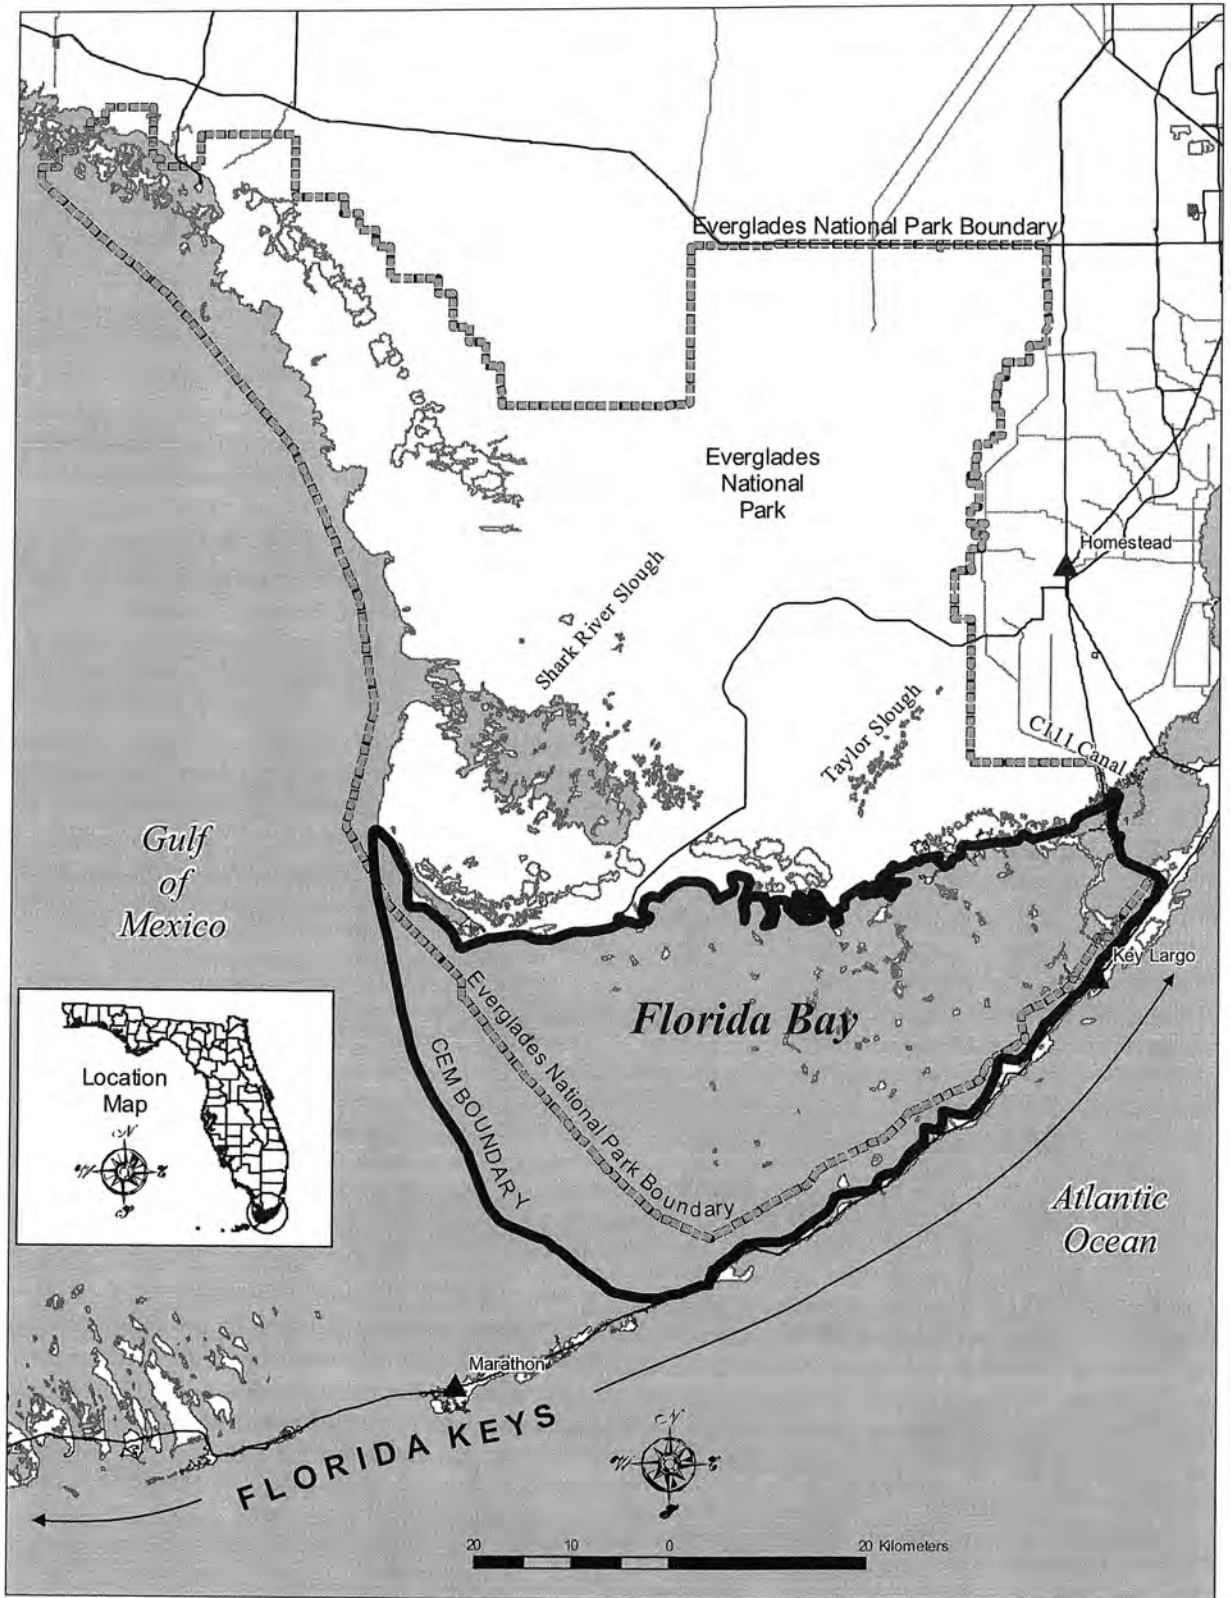 Everglades National Park Boundary
Everglades
National
Park
Homestead
Shark River Slough
Taylor Slough
C111 Canal
Gulf
of
Mexico
Key Largo
Florida Bay
Everglades National Park Boundary
CEM BOUNDARY
Location
Map
N
S
Atlantic
Ocean
Marathon
FLORIDA KEYS
N
S
20 10 0 20 Kilometers